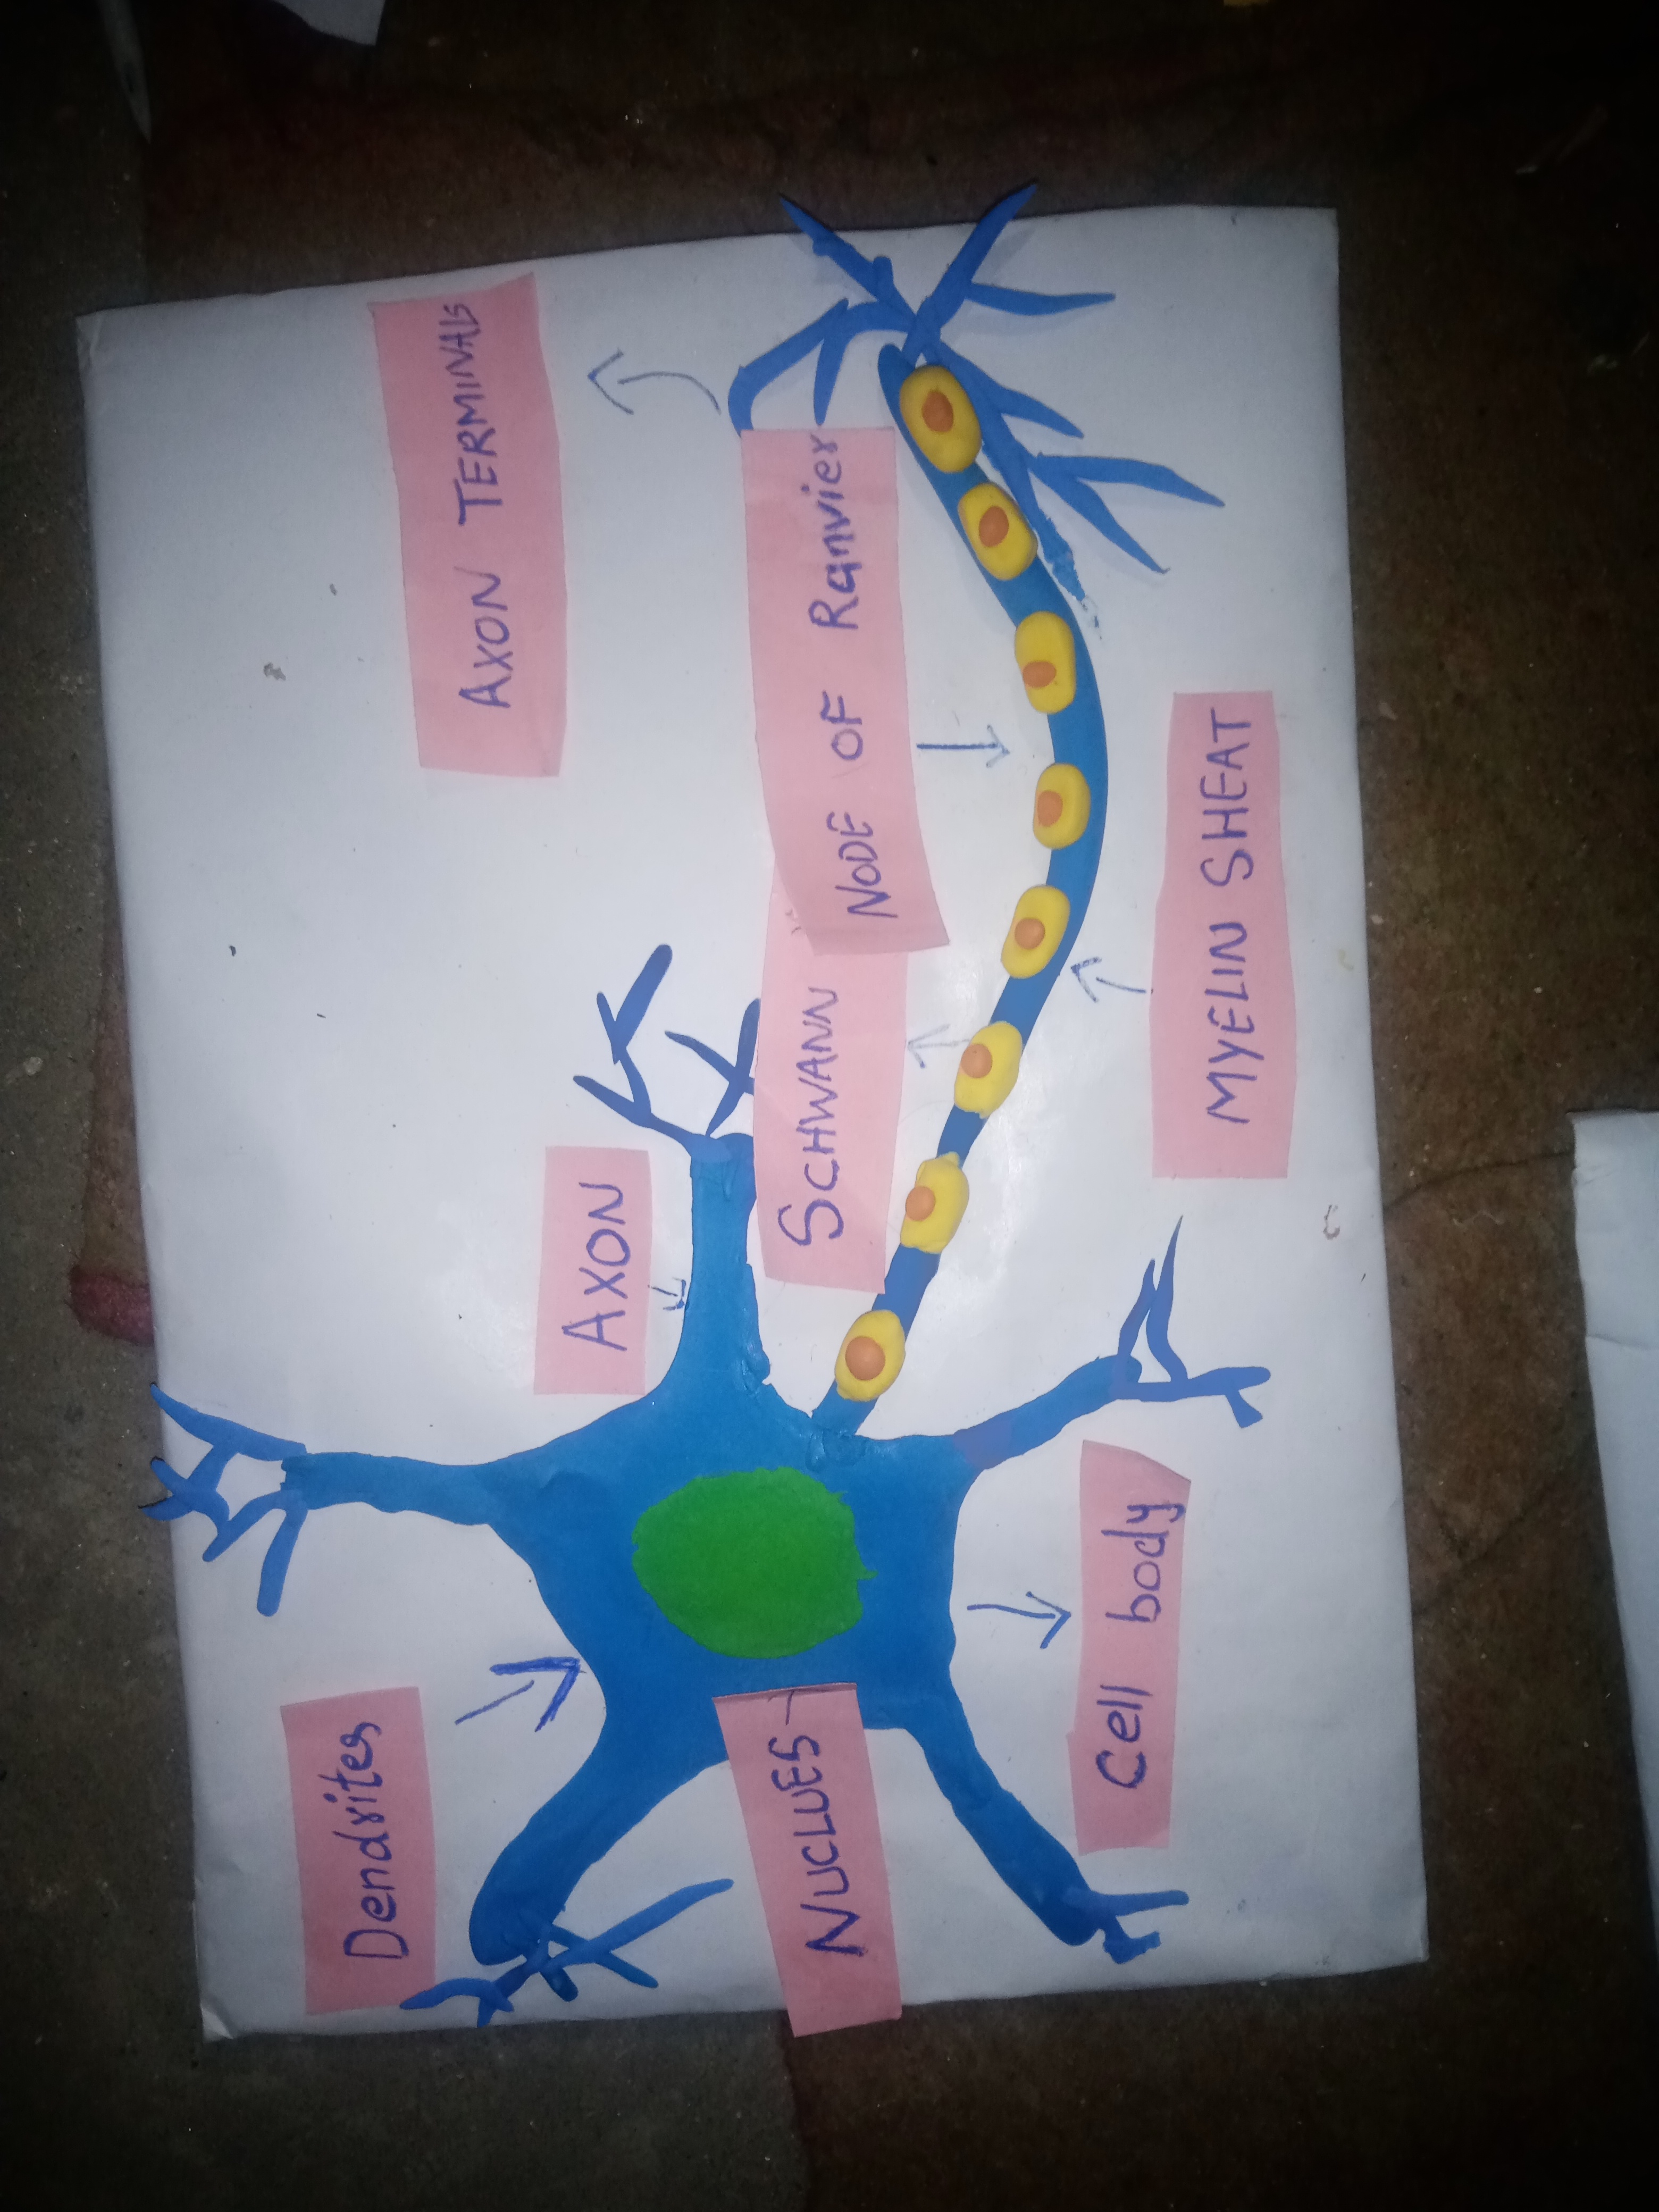 Dendrites
AXON
AXON TERMINALS
NUCLUES
SCHWANN
NODE OF Ranvier
Cell body
MYELIN SHEAT